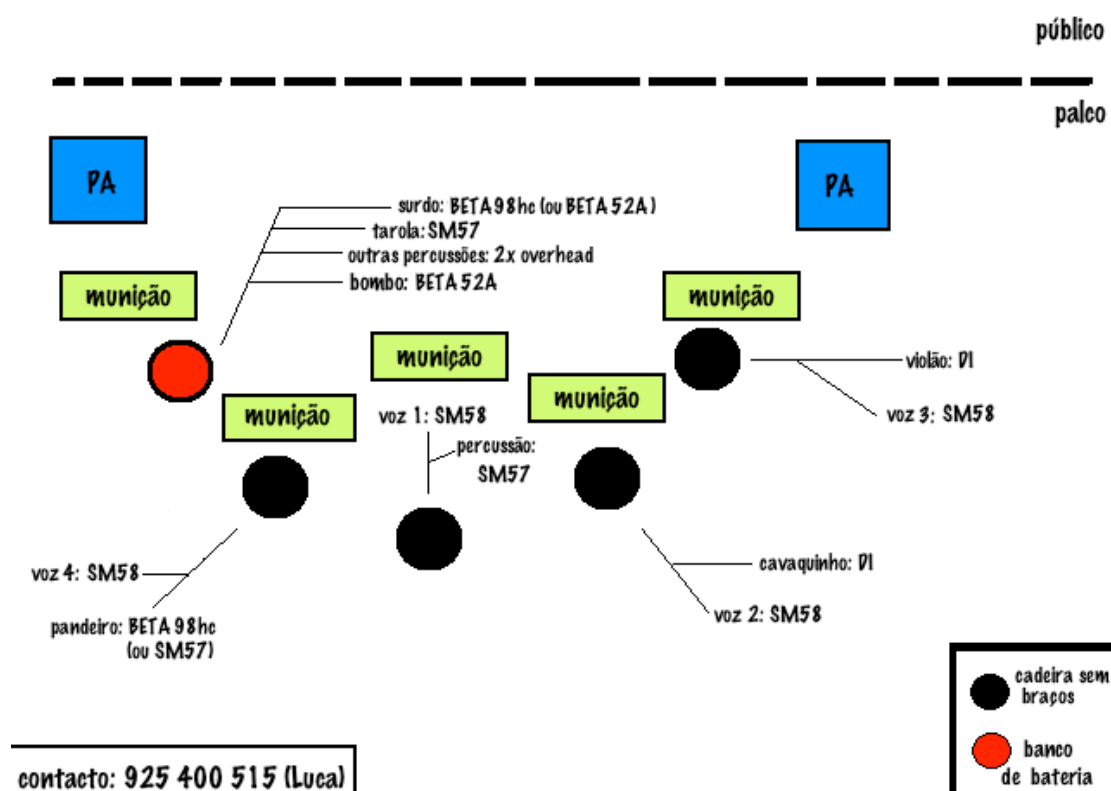 público
palco
PA
PA
surdo: BETA 98hc (ou BETA 52A)
tarola: SM57
outras percussões: 2x overhead
bombo: BETA 52A
munição
munição
munição
munição
munição
violão: DI
voz 3: SM58
voz 1: SM58
percussão:
SM57
voz 4: SM58
pandeiro: BETA 98hc
(ou SM57)
cavaquinho: DI
voz 2: SM58
cadeira sem
braços
banco
de bateria
contacto: 925 400 515 (Luca)